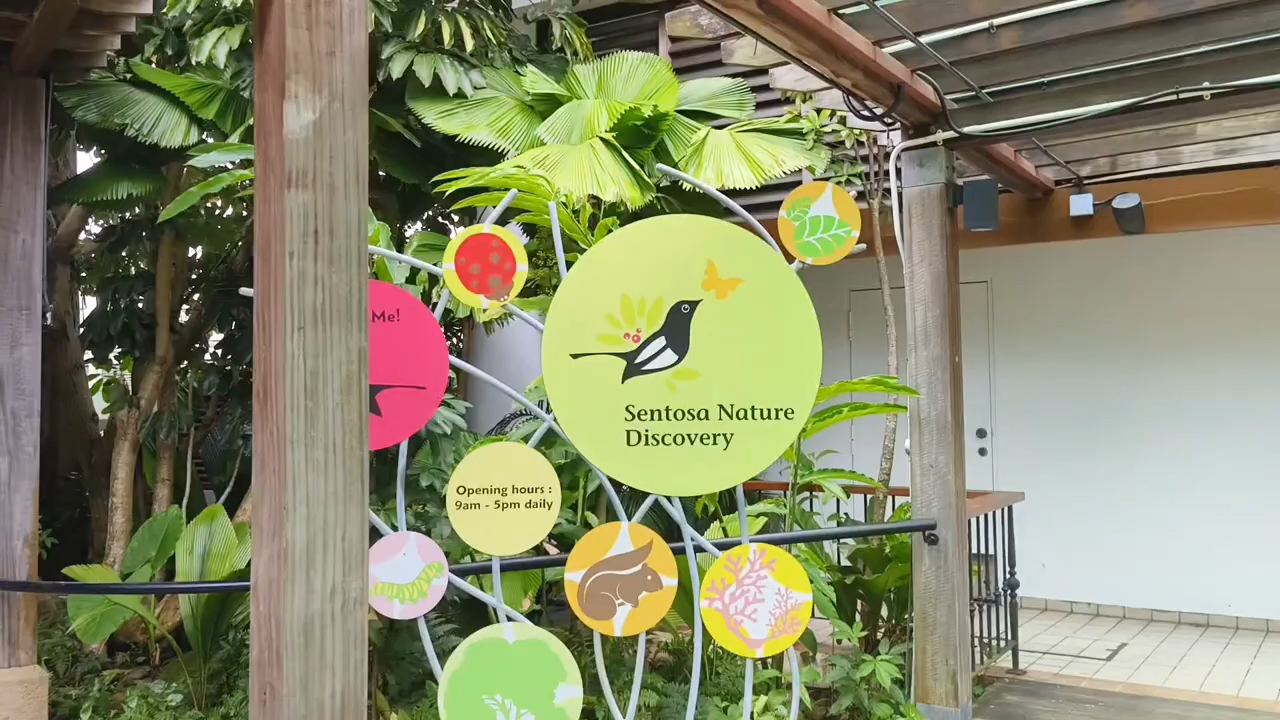 Me!
Sentosa Nature
Discovery
Opening hours :
9am - 5pm daily